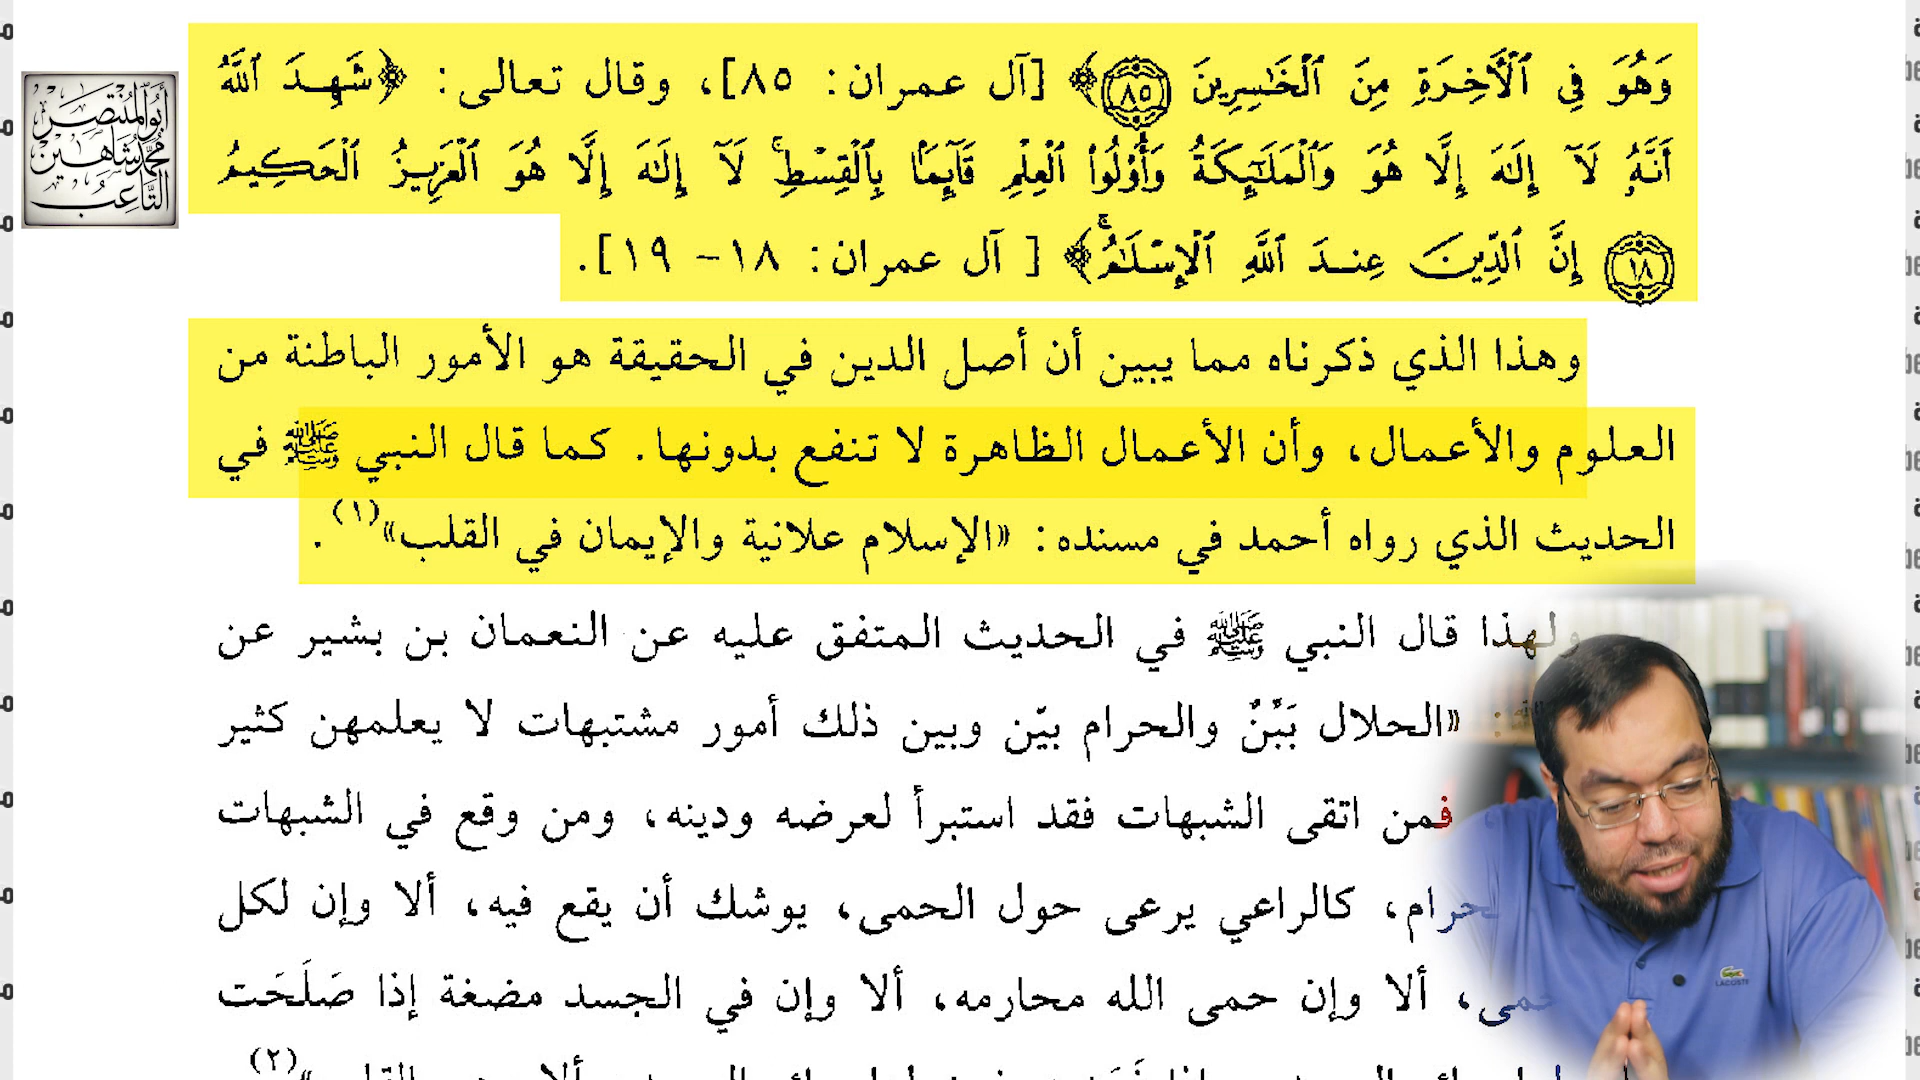 وَهُوَ فِي ٱلْأَخِرَةِ مِنَ ٱلْخَٰسِرِينَ ٨٥﴾ [آل عمران: ٨٥]، وقال تعالى: ﴿شَهِدَ ٱللَّهُ
أَنَّهُۥ لَآ إِلَٰهَ إِلَّا هُوَ وَٱلْمَلَٰٓئِكَةُ وَأُو۟لُوا۟ ٱلْعِلْمِ قَآئِمًۢا بِٱلْقِسْطِ ۚ لَآ إِلَٰهَ إِلَّا هُوَ ٱلْعَزِيزُ ٱلْحَكِيمُ
١٨ إِنَّ ٱلدِّينَ عِندَ ٱللَّهِ ٱلْإِسْلَٰمُ ۗ﴾ [ آل عمران: ١٨- ١٩].
وهذا الذي ذكرناه مما يبين أن أصل الدين في الحقيقة هو الأمور الباطنة من
العلوم والأعمال، وأن الأعمال الظاهرة لا تنفع بدونها. كما قال النبي ﷺ في
الحديث الذي رواه أحمد في مسنده: «الإسلام علانية والإيمان في القلب»(١).
ولهذا قال النبي ﷺ في الحديث المتفق عليه عن النعمان بن بشير عن
: «الحلال بَيِّنٌ والحرام بيّن وبين ذلك أمور مشتبهات لا يعلمهن كثير
فمن اتقى الشبهات فقد استبرأ لعرضه ودينه، ومن وقع في الشبهات
كالراعي يرعى حول الحمى، يوشك أن يقع فيه، ألا وإن لكل
ألا وإن حمى الله محارمه، ألا وإن في الجسد مضغة إذا صَلَحَت
(٢)
أبو المنتصر
محمد شاهين
التاعب
LACOSTE